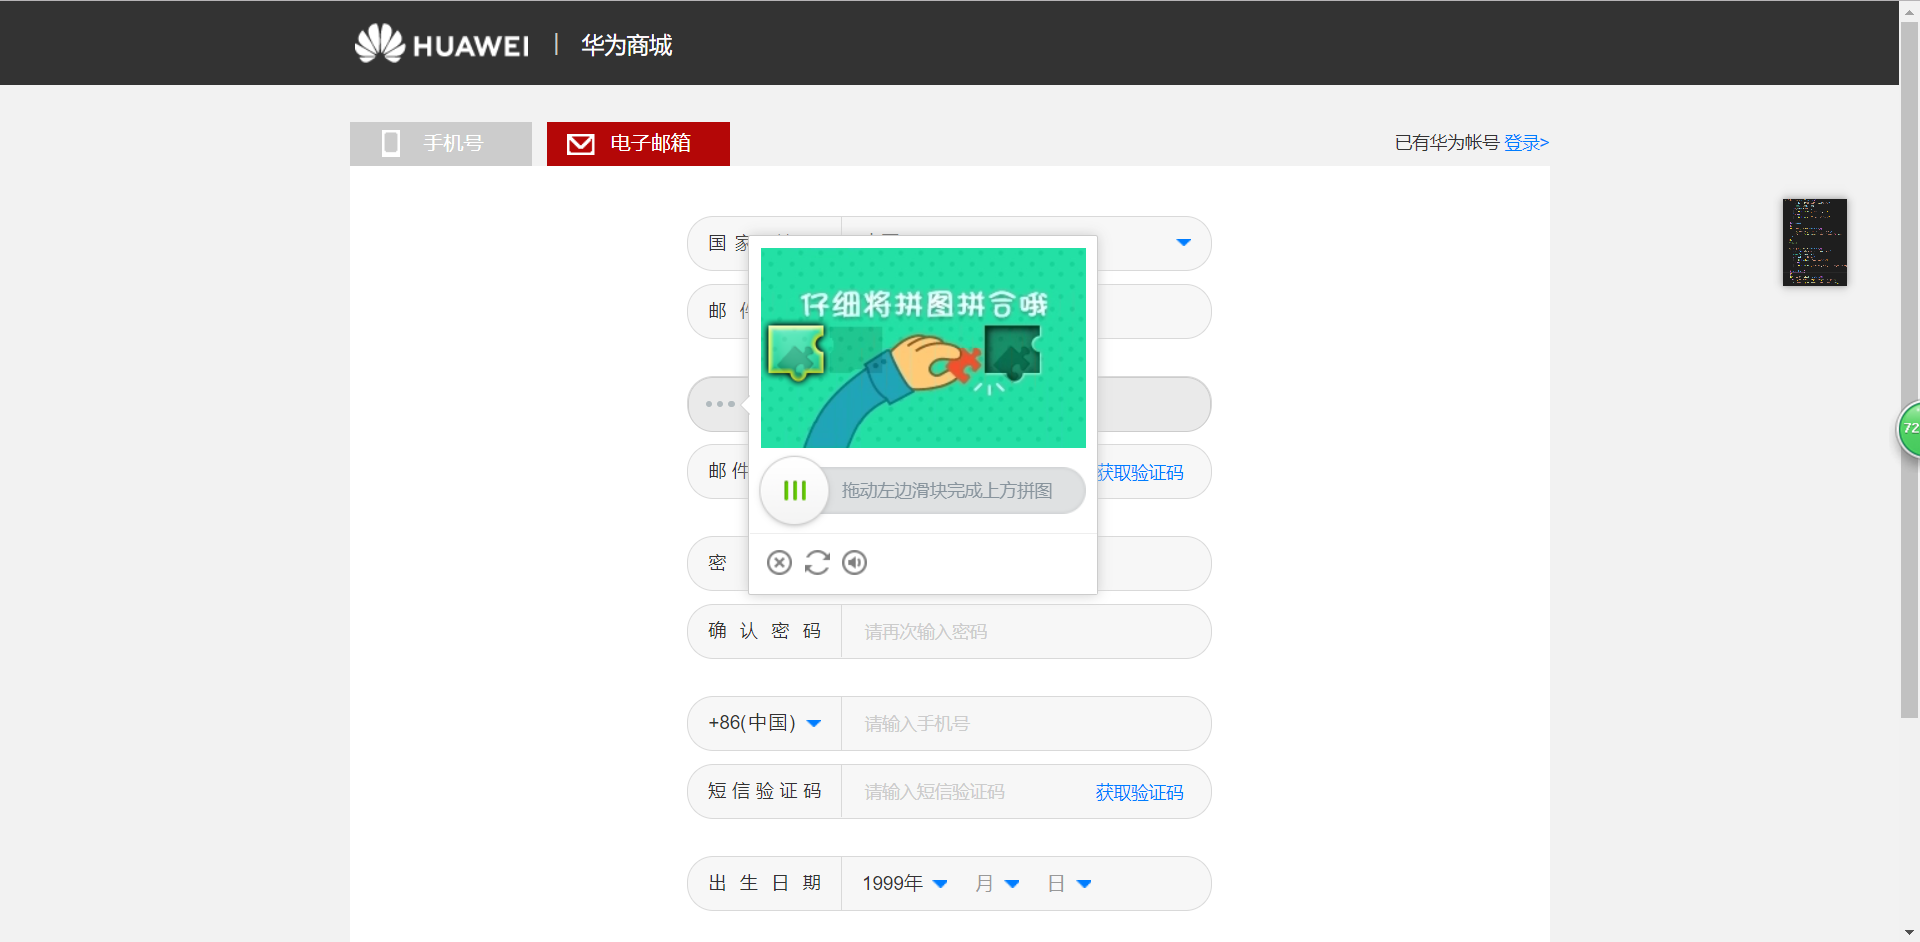 HUAWEI | 华为商城
手机号
电子邮箱
已有华为帐号 登录>
国 家
仔细将拼图拼合哦
邮 件
邮 件
获取验证码
拖动左边滑块完成上方拼图
密
确 认 密 码
请再次输入密码
+86(中国)
请输入手机号
短 信 验 证 码
请输入短信验证码
获取验证码
出 生 日 期
1999年
月
日
72